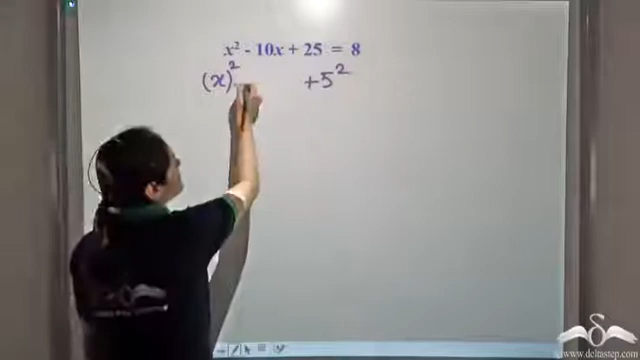 x² - 10x + 25 = 8
(x)² - +5²
www.deltastep.com